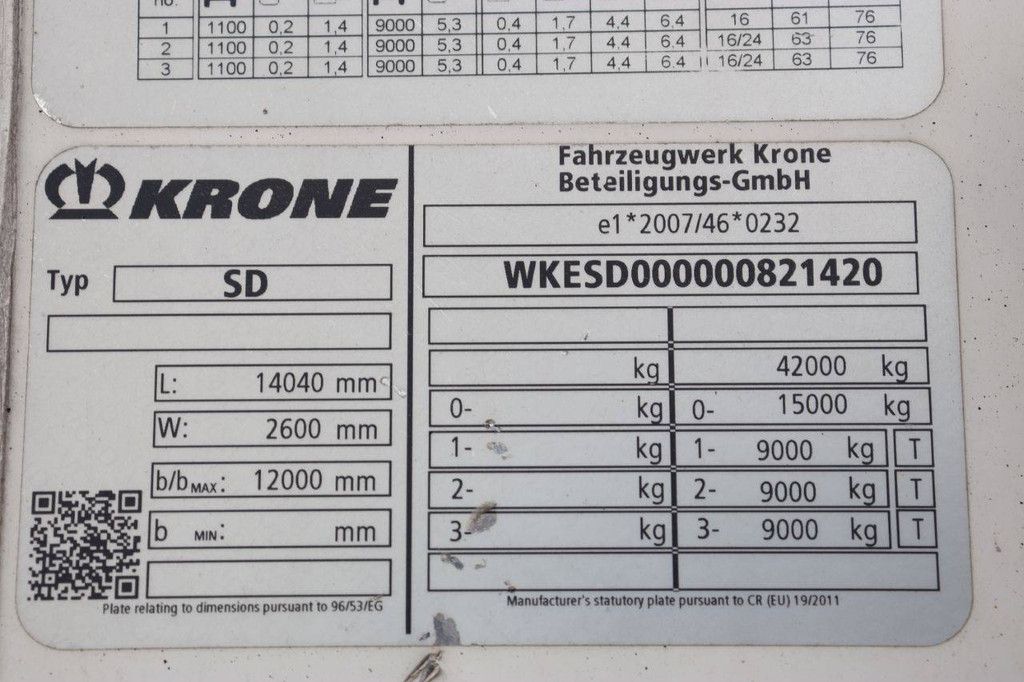 no.
1 1100 0,2 1,4 9000 5,3 0,4 1,7 4,4 6,4 16 61 76
2 1100 0,2 1,4 9000 5,3 0,4 1,7 4,4 6,4 16/24 63 76
3 1100 0,2 1,4 9000 5,3 0,4 1,7 4,4 6,4 16/24 63 76
KRONE
Typ SD
L: 14040 mm
W: 2600 mm
b/b MAX: 12000 mm
b MIN: mm
Plate relating to dimensions pursuant to 96/53/EG
Fahrzeugwerk Krone
Beteiligungs-GmbH
e1*2007/46*0232
WKESD000000821420
kg 42000 kg
0- kg 0- 15000 kg
1- kg 1- 9000 kg T
2- kg 2- 9000 kg T
3- kg 3- 9000 kg T
Manufacturer's statutory plate pursuant to CR (EU) 19/2011